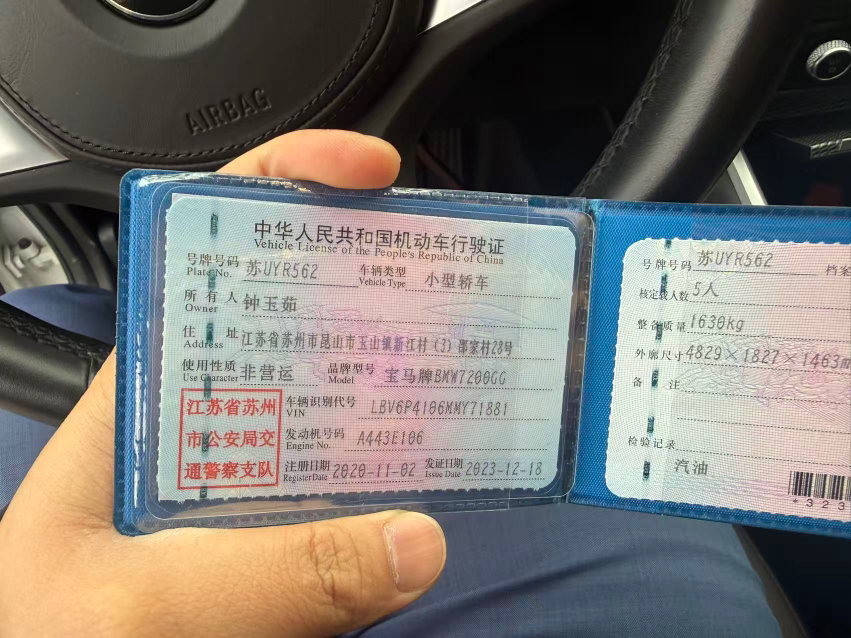 AIRBAG
中华人民共和国机动车行驶证
Vehicle License of the People's Republic of China
号牌号码 苏UYR562 车辆类型 小型轿车
Plate No. Vehicle Type
所有人 钟玉茹
Owner
住址 江苏省苏州市昆山市玉山镇新江村(3)邵家村28号
Address
使用性质 非营运 品牌型号 宝马牌BMW7200GG
Use Character Model
江苏省苏州
市公安局交
通警察支队
车辆识别代号 LBV6P4106MMY71881
VIN
发动机号码 A443E106
Engine No.
注册日期 2020-11-02 发证日期 2023-12-18
Register Date Issue Date
号牌号码 苏UYR562 档案
核定载人数 5人
整备质量 1630kg
外廓尺寸 4829×1827×1463m
备注
检验记录
汽油
*323